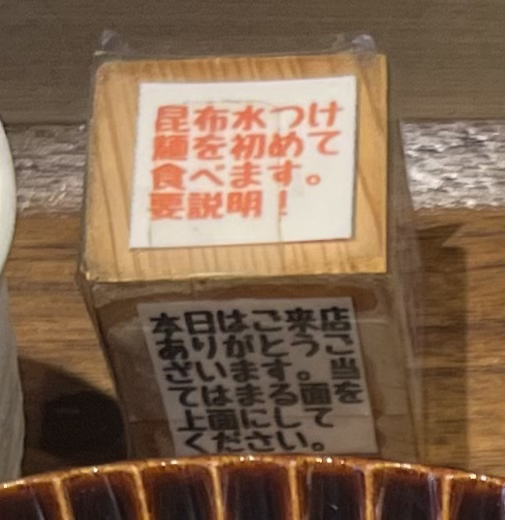 昆布水つけ
麺を初めて
食べます。
要説明！
本日はご来店
ありがとうご
ざいます。当
てはまる面を
上面にして
ください。